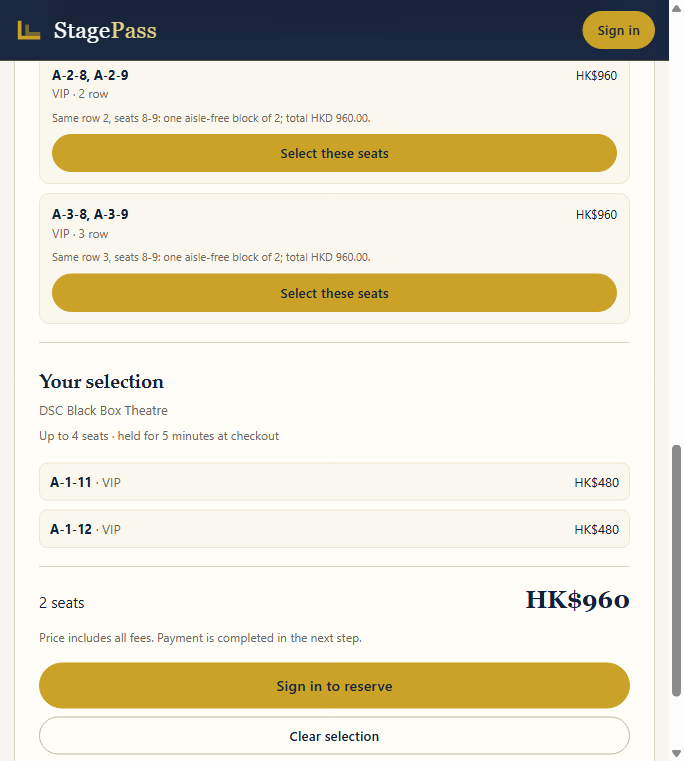 StagePass
Sign in
A-2-8, A-2-9 HK$960
VIP · 2 row
Same row 2, seats 8-9: one aisle-free block of 2; total HKD 960.00.
Select these seats
A-3-8, A-3-9 HK$960
VIP · 3 row
Same row 3, seats 8-9: one aisle-free block of 2; total HKD 960.00.
Select these seats
Your selection
DSC Black Box Theatre
Up to 4 seats · held for 5 minutes at checkout
A-1-11 · VIP HK$480
A-1-12 · VIP HK$480
2 seats HK$960
Price includes all fees. Payment is completed in the next step.
Sign in to reserve
Clear selection